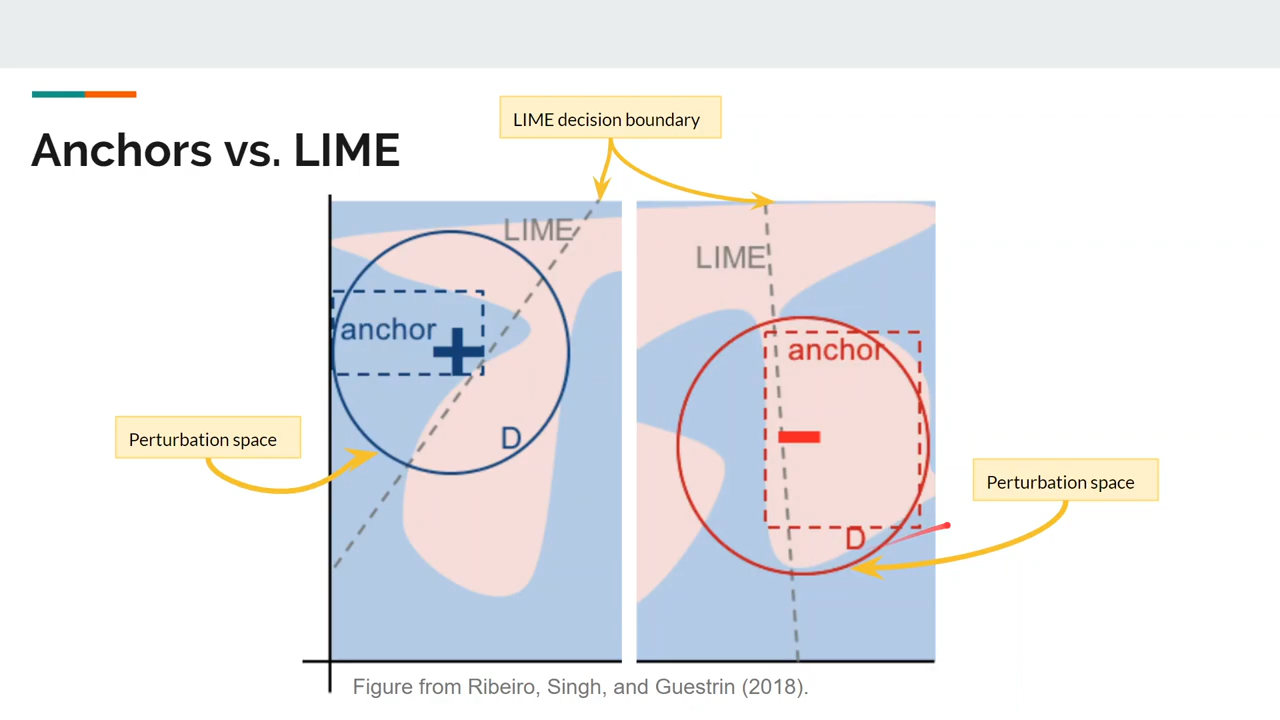 LIME decision boundary
Anchors vs. LIME
LIME
LIME
anchor
anchor
Perturbation space
D
Perturbation space
D
Figure from Ribeiro, Singh, and Guestrin (2018).